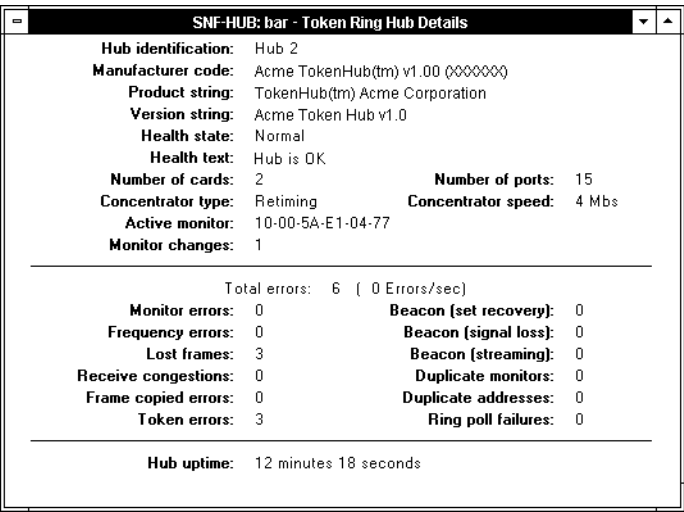 SNF-HUB: bar - Token Ring Hub Details
Hub identification: Hub 2
Manufacturer code: Acme TokenHub(tm) v1.00 (XXXXXXX)
Product string: TokenHub(tm) Acme Corporation
Version string: Acme Token Hub v1.0
Health state: Normal
Health text: Hub is OK
Number of cards: 2 Number of ports: 15
Concentrator type: Retiming Concentrator speed: 4 Mbs
Active monitor: 10-00-5A-E1-04-77
Monitor changes: 1
Total errors: 6 ( 0 Errors/sec)
Monitor errors: 0 Beacon (set recovery): 0
Frequency errors: 0 Beacon (signal loss): 0
Lost frames: 3 Beacon (streaming): 0
Receive congestions: 0 Duplicate monitors: 0
Frame copied errors: 0 Duplicate addresses: 0
Token errors: 3 Ring poll failures: 0
Hub uptime: 12 minutes 18 seconds